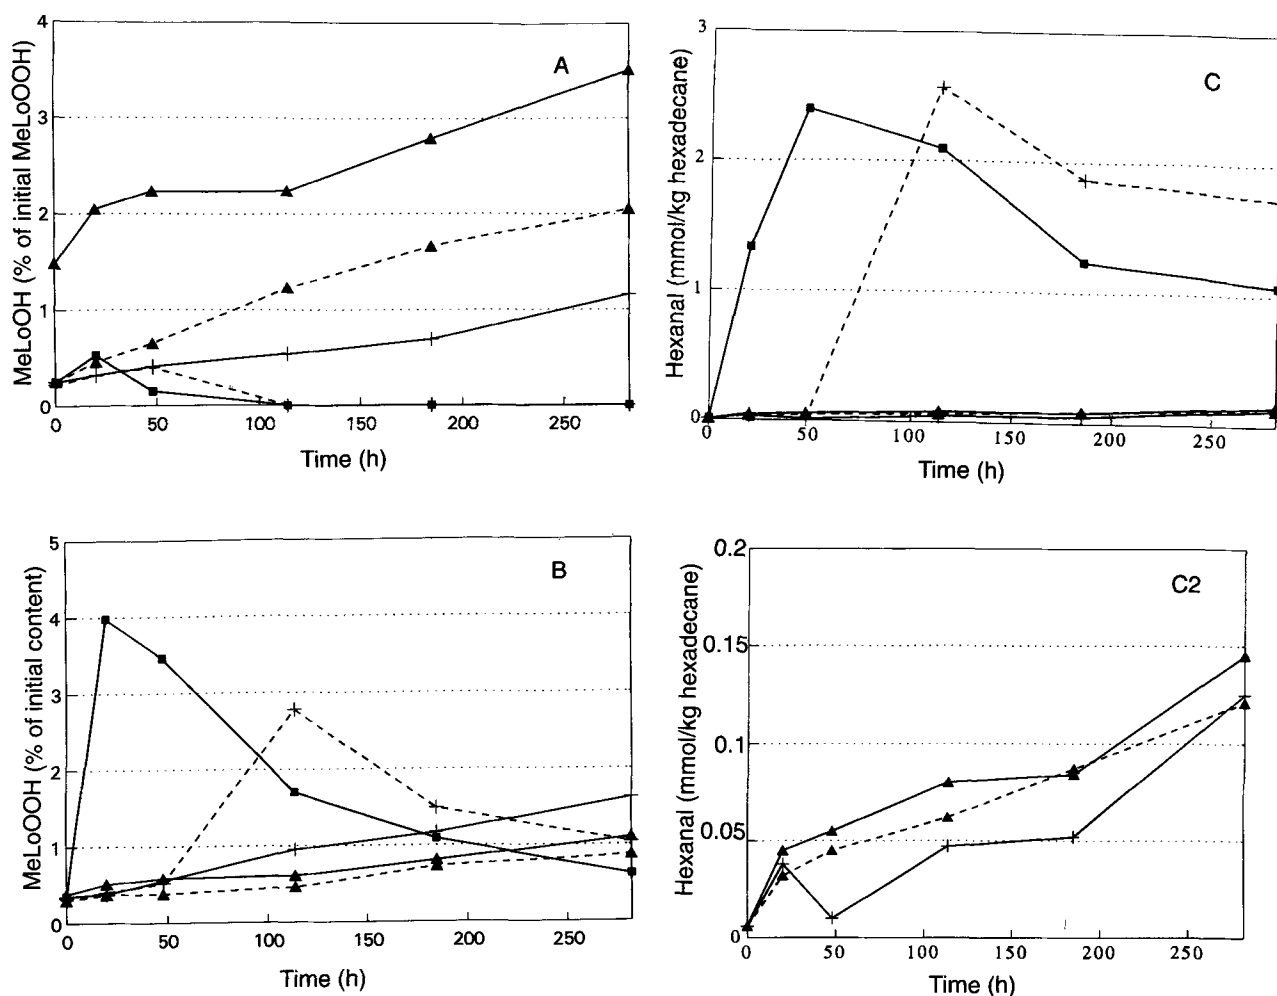 MeLoOH (% of initial MeLoOOH)
4
3
2
1
0
A
0 50 100 150 200 250
Time (h)
Hexanal (mmol/kg hexadecane)
3
2
1
0
C
0 50 100 150 200 250
Time (h)
MeLoOOH (% of initial content)
5
4
3
2
1
0
B
0 50 100 150 200 250
Time (h)
Hexanal (mmol/kg hexadecane)
0.2
0.15
0.1
0.05
0
C2
0 50 100 150 200 250
Time (h)